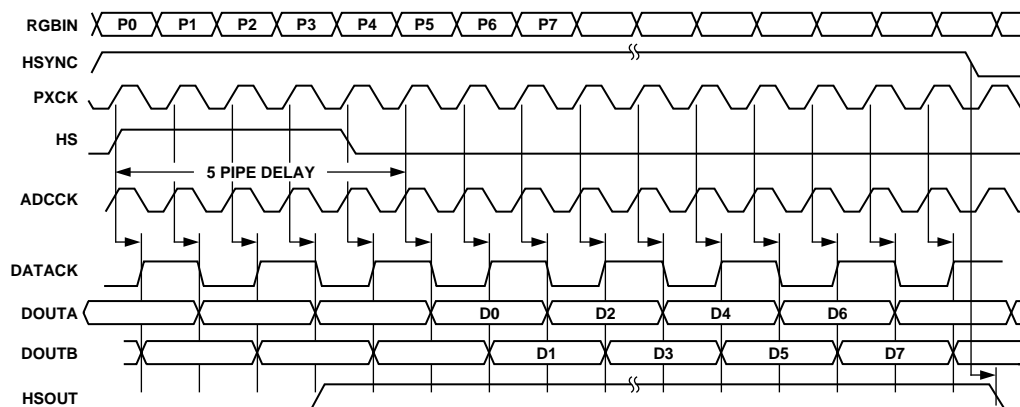 RGBIN P0 P1 P2 P3 P4 P5 P6 P7
HSYNC
PXCK
HS
5 PIPE DELAY
ADCCK
DATACK
DOUTA D0 D2 D4 D6
DOUTB D1 D3 D5 D7
HSOUT